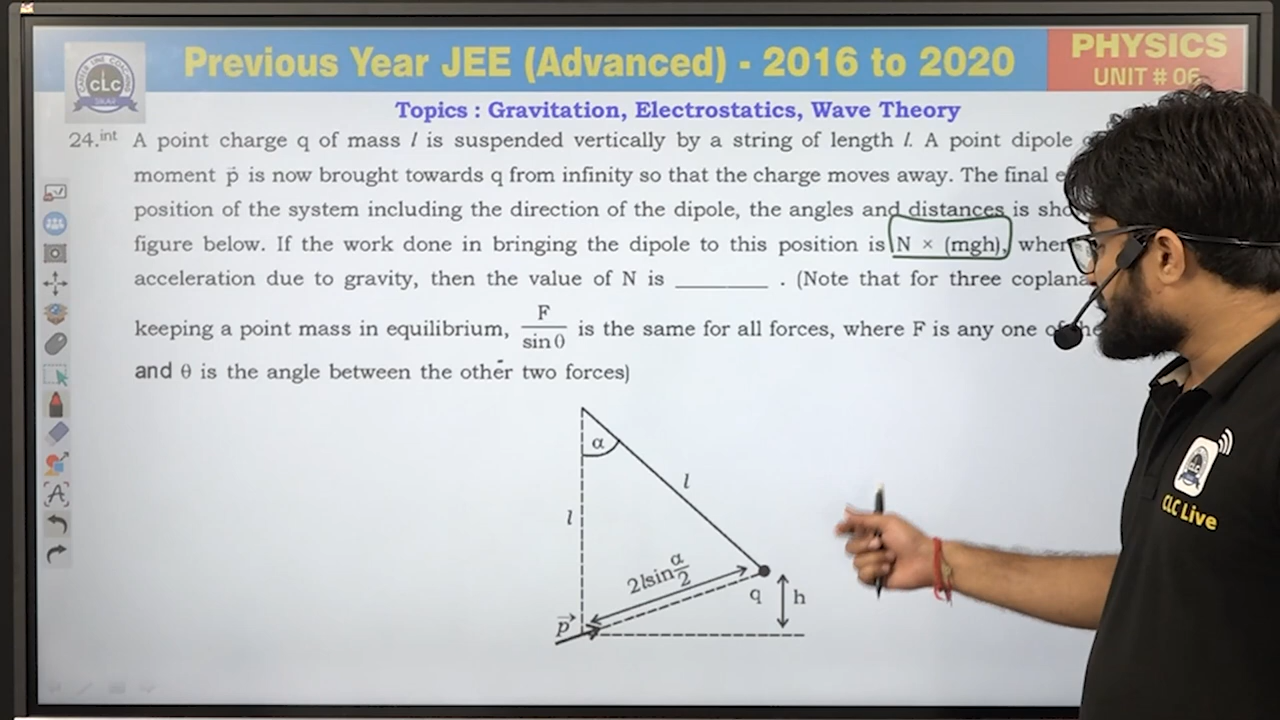 Previous Year JEE (Advanced) - 2016 to 2020
PHYSICS
UNIT # 06
CLC
Topics : Gravitation, Electrostatics, Wave Theory
24.int A point charge q of mass l is suspended vertically by a string of length l. A point dipole
moment p⃗ is now brought towards q from infinity so that the charge moves away. The final
position of the system including the direction of the dipole, the angles and distances is
figure below. If the work done in bringing the dipole to this position is N × (mgh),
acceleration due to gravity, then the value of N is ________ . (Note that for three
keeping a point mass in equilibrium, F/sinθ is the same for all forces, where F is any one
and θ is the angle between the other two forces)
α
l
l
2lsin α/2
q
h
p⃗
CLC Live